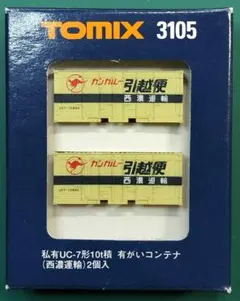 TOMIX 3105
カンガルー 引越便
西濃運輸
カンガルー 引越便
西濃運輸
私有UC-7形10t積 有がいコンテナ
(西濃運輸)2個入